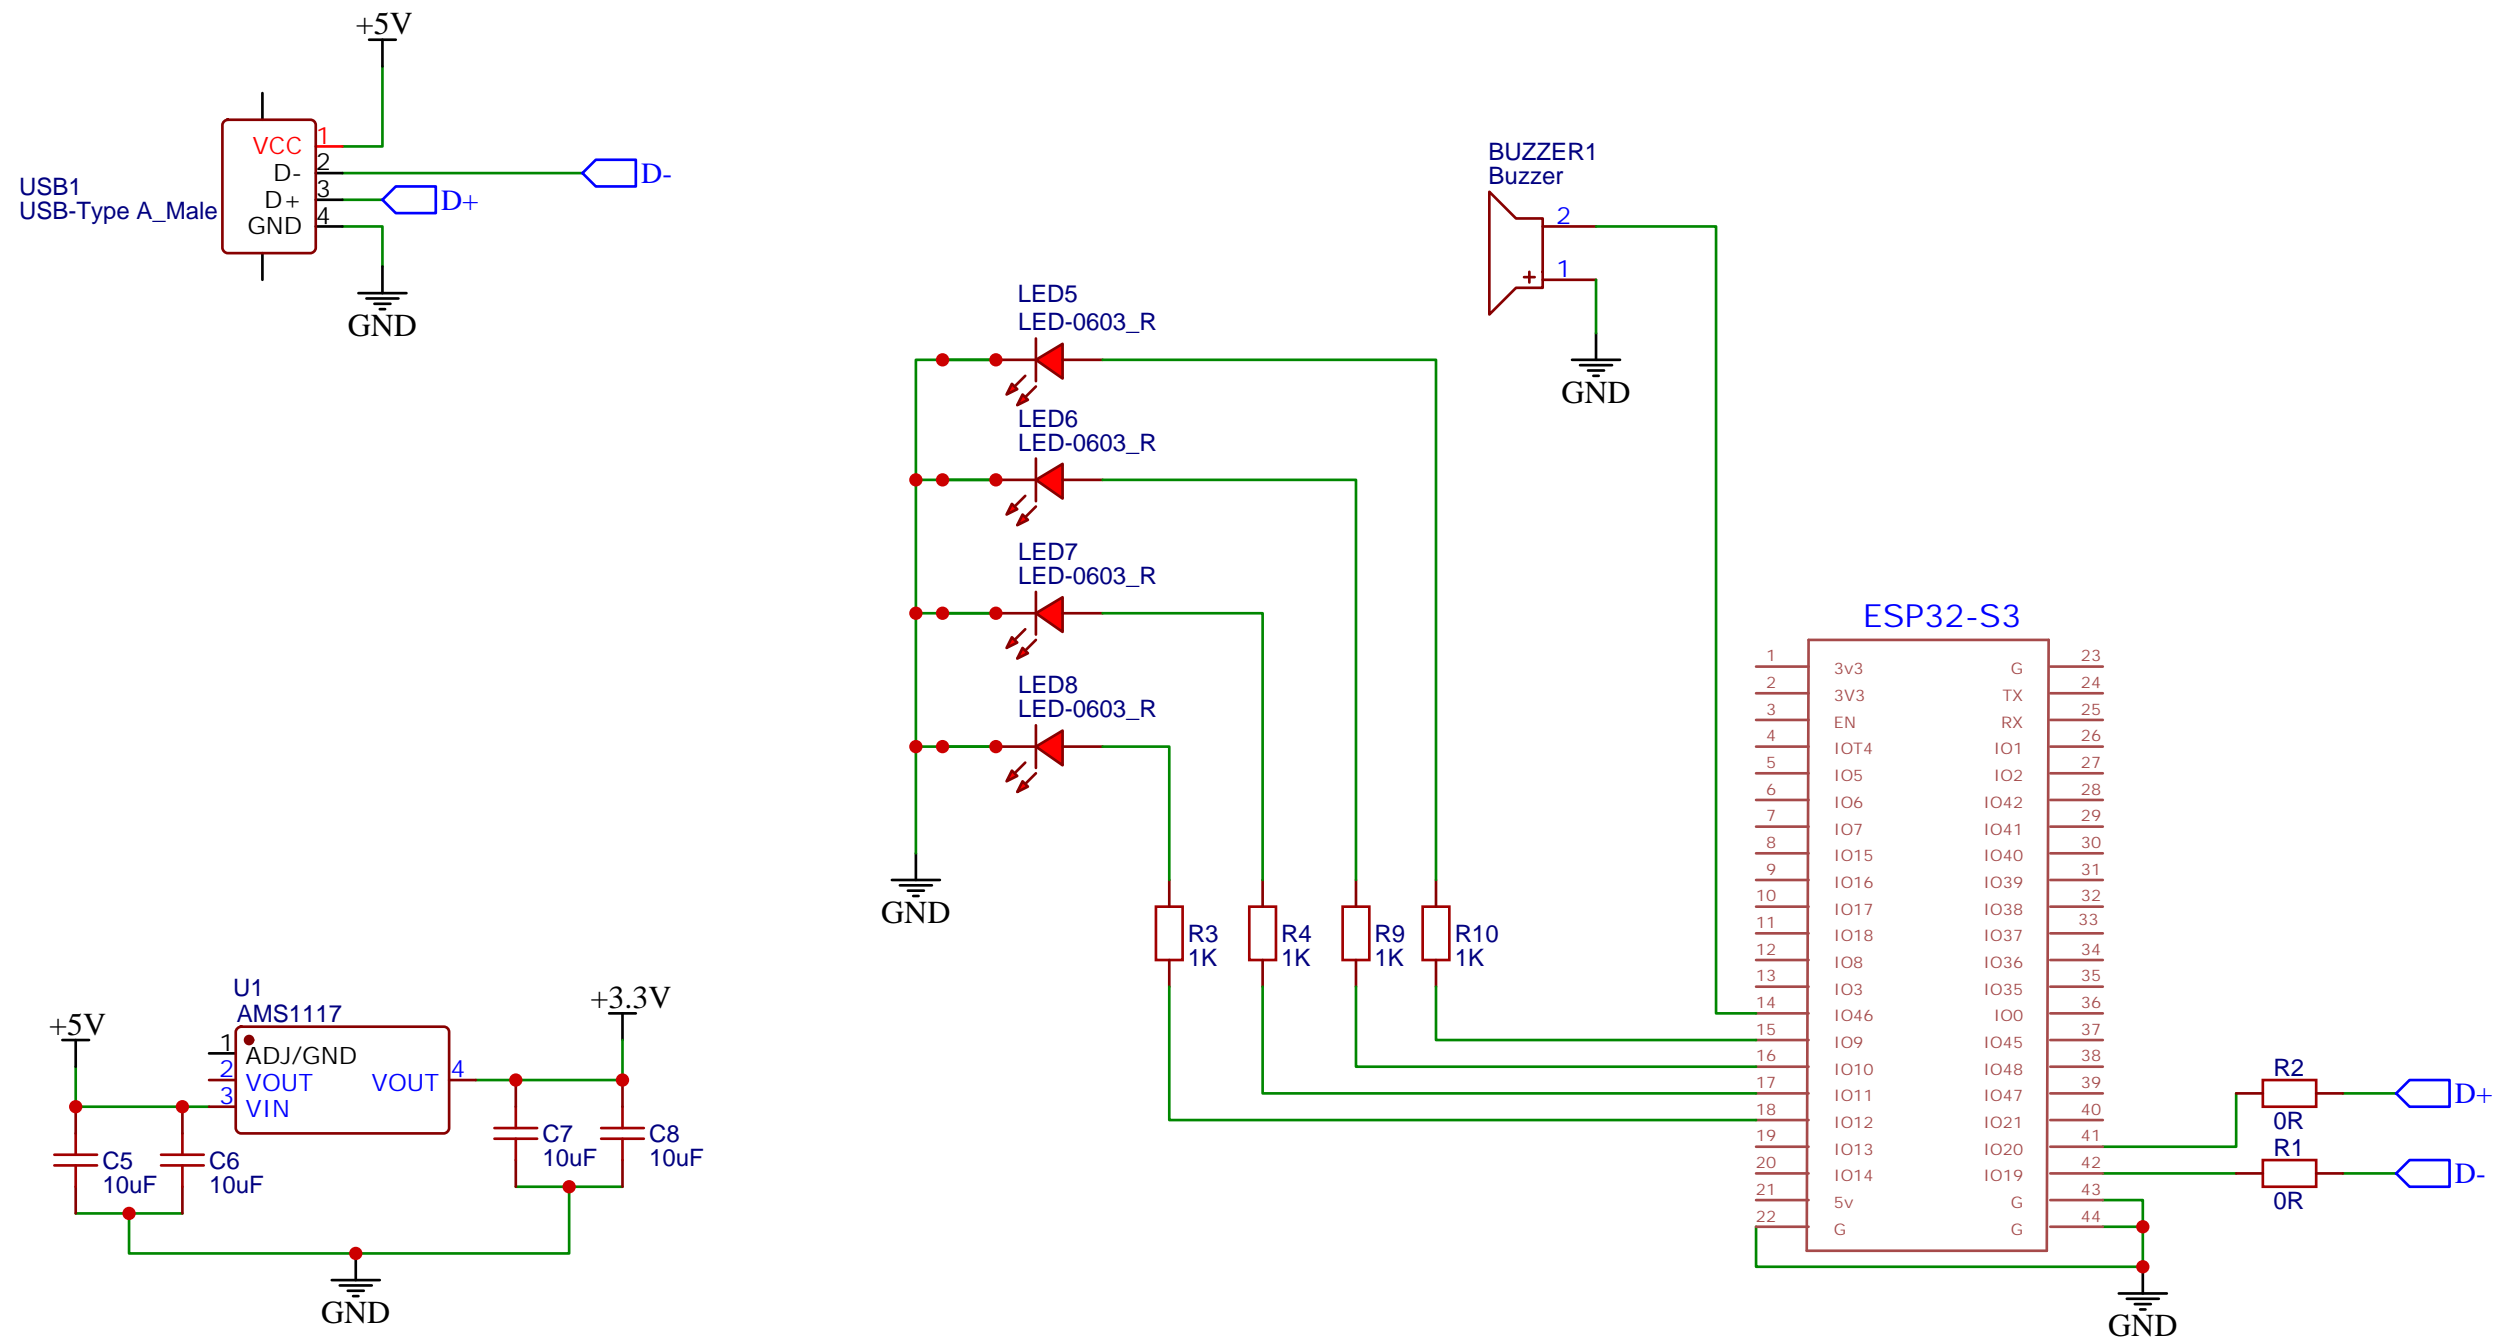 +5V
VCC
1
D-
2
D+
3
GND
4
USB1
USB-Type A_Male
D-
D+
GND
BUZZER1
Buzzer
2
1
+
GND
LED5
LED-0603_R
LED6
LED-0603_R
LED7
LED-0603_R
LED8
LED-0603_R
GND
R3
1K
R4
1K
R9
1K
R10
1K
U1
AMS1117
+5V
1
ADJ/GND
2
VOUT
3
VIN
VOUT
4
+3.3V
C5
10uF
C6
10uF
C7
10uF
C8
10uF
GND
ESP32-S3
1 3v3 G 23
2 3V3 TX 24
3 EN RX 25
4 IOT4 IO1 26
5 IO5 IO2 27
6 IO6 IO42 28
7 IO7 IO41 29
8 IO15 IO40 30
9 IO16 IO39 31
10 IO17 IO38 32
11 IO18 IO37 33
12 IO8 IO36 34
13 IO3 IO35 35
14 IO46 IO0 36
15 IO9 IO45 37
16 IO10 IO48 38
17 IO11 IO47 39
18 IO12 IO21 40
19 IO13 IO20 41
20 IO14 IO19 42
21 5v G 43
22 G G 44
R2
0R
D+
R1
0R
D-
GND